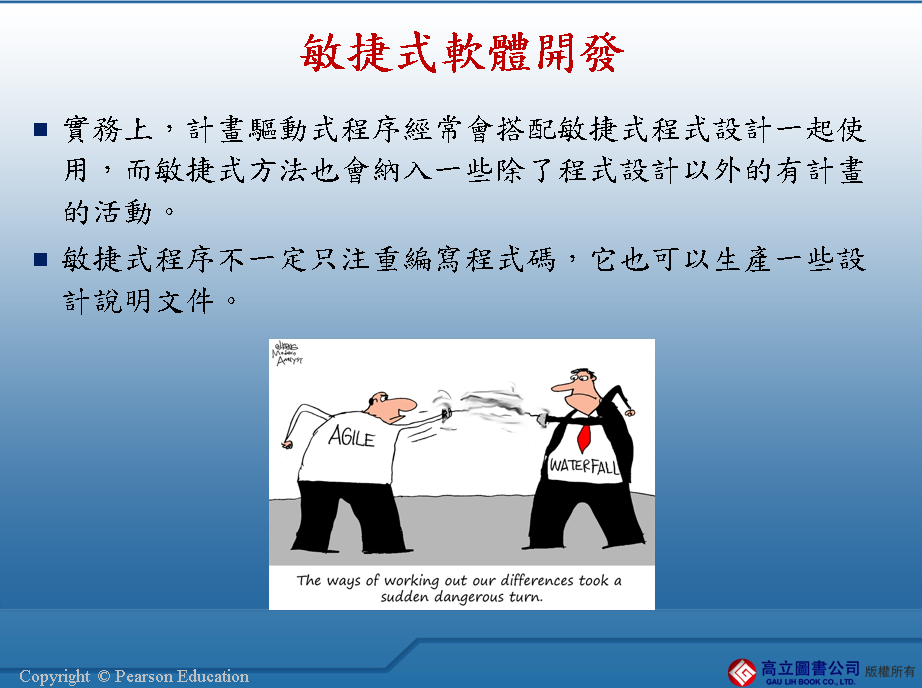 敏捷式軟體開發
實務上，計畫驅動式程序經常會搭配敏捷式程式設計一起使
用，而敏捷式方法也會納入一些除了程式設計以外的有計畫
的活動。
敏捷式程序不一定只注重編寫程式碼，它也可以生產一些設
計說明文件。
MODERN
ANALYST
AGILE
WATERFALL
The ways of working out our differences took a
sudden dangerous turn.
Copyright © Pearson Education
高立圖書公司 版權所有
GAU LIH BOOK CO., LTD.